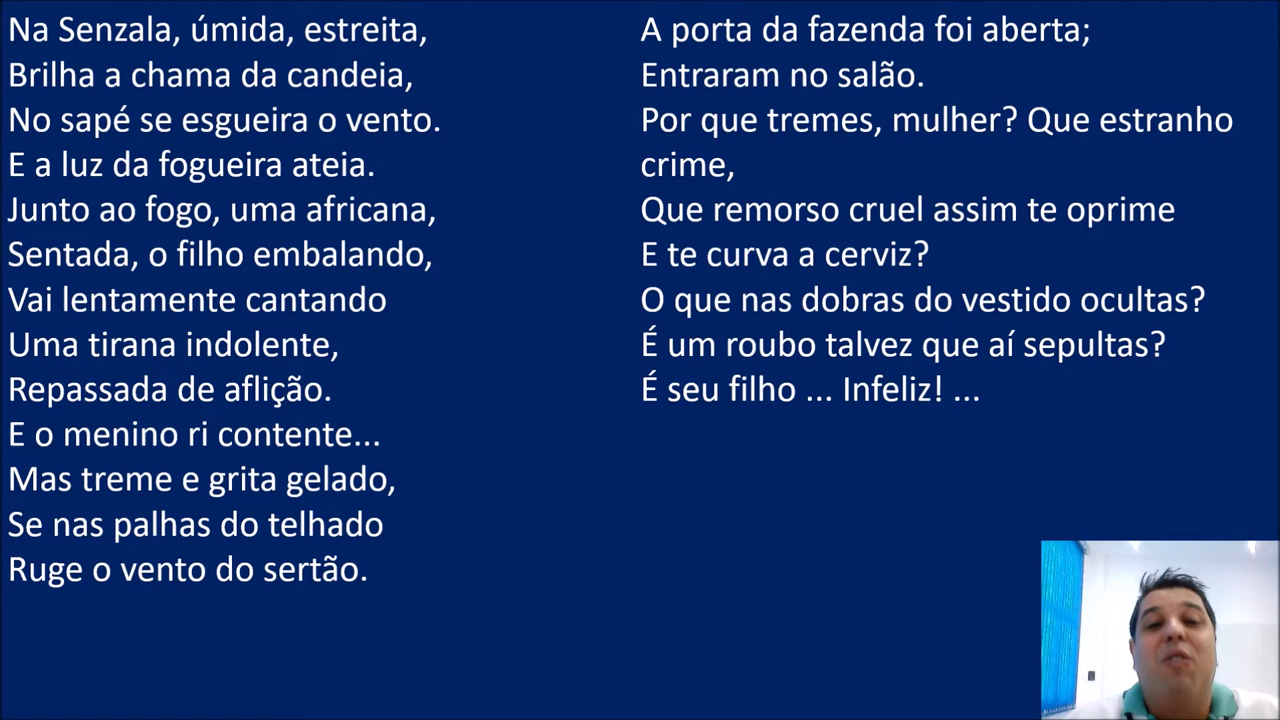 Na Senzala, úmida, estreita,
Brilha a chama da candeia,
No sapé se esgueira o vento.
E a luz da fogueira ateia.
Junto ao fogo, uma africana,
Sentada, o filho embalando,
Vai lentamente cantando
Uma tirana indolente,
Repassada de aflição.
E o menino ri contente...
Mas treme e grita gelado,
Se nas palhas do telhado
Ruge o vento do sertão.
A porta da fazenda foi aberta;
Entraram no salão.
Por que tremes, mulher? Que estranho
crime,
Que remorso cruel assim te oprime
E te curva a cerviz?
O que nas dobras do vestido ocultas?
É um roubo talvez que aí sepultas?
É seu filho ... Infeliz! ...